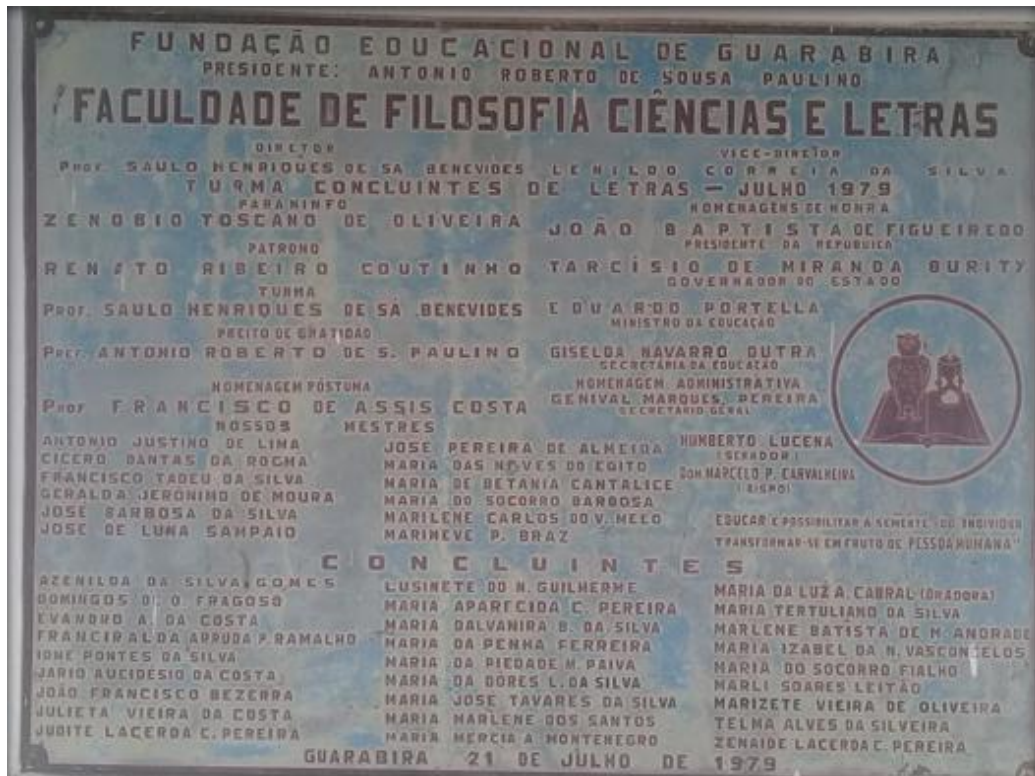 FUNDAÇÃO EDUCACIONAL DE GUARABIRA
PRESIDENTE: ANTONIO ROBERTO DE SOUSA PAULINO
FACULDADE DE FILOSOFIA CIÊNCIAS E LETRAS
DIRETOR
PROF. SAULO HENRIQUES DE SÁ BENEVIDES
VICE-DIRETOR
LENILDO CORREIA DA SILVA
TURMA CONCLUINTES DE LETRAS — JULHO 1979
PARANINFO
ZENOBIO TOSCANO DE OLIVEIRA
PATRONO
RENATO RIBEIRO COUTINHO
TURMA
PROF. SAULO HENRIQUES DE SÁ BENEVIDES
PREITO DE GRATIDÃO
PROF. ANTONIO ROBERTO DE S. PAULINO
HOMENAGEM PÓSTUMA
PROF FRANCISCO DE ASSIS COSTA
HOMENAGENS DE HONRA
JOÃO BAPTISTA DE FIGUEIREDO
PRESIDENTE DA REPUBLICA
TARCÍSIO DE MIRANDA BURITY
GOVERNADOR DO ESTADO
EDUARDO PORTELLA
MINISTRO DA EDUCAÇÃO
GISELDA NAVARRO DUTRA
SECRETÁRIA DA EDUCAÇÃO
HOMENAGEM ADMINISTRATIVA
GENIVAL MARQUES PEREIRA
SECRETÁRIO GERAL
NOSSOS MESTRES
ANTONIO JUSTINO DE LIMA
CICERO DANTAS DA ROCHA
FRANCISCO TADEU DA SILVA
GERALDA JERÔNIMO DE MOURA
JOSÉ BARBOSA DA SILVA
JOSE DE LUNA SAMPAIO
JOSE PEREIRA DE ALMEIDA
MARIA DAS NEVES DO EGITO
MARIA DE BETANIA CANTALICE
MARIA DO SOCORRO BARBOSA
MARILENE CARLOS DO V. MELO
MARINEVE P. BRAZ
HUMBERTO LUCENA
(SENADOR)
DOM MARCELO P. CARVALHEIRA
(BISPO)
EDUCAR É POSSIBILITAR A SEMENTE DO INDIVIDUO
TRANSFORMAR-SE EM FRUTO DE PESSOA HUMANA"
CONCLUINTES
AZENILDA DA SILVA GOMES
DOMINGOS DE O. FRAGOSO
EVANDRO A. DA COSTA
FRANCIRALDA ARRUDA P. RAMALHO
IONE PONTES DA SILVA
JARIO AUCIDESIO DA COSTA
JOÃO FRANCISCO BEZERRA
JULIETA VIEIRA DA COSTA
JUDITE LACERDA C. PEREIRA
LUSINETE DO N. GUILHERME
MARIA APARECIDA C. PEREIRA
MARIA DALVANIRA B. DA SILVA
MARIA DA PENHA FERREIRA
MARIA DA PIEDADE M. PAIVA
MARIA DA DORES L. DA SILVA
MARIA JOSE TAVARES DA SILVA
MARIA MARLENE DOS SANTOS
MARIA MERCIA A MONTENEGRO
MARIA DA LUZ A. CABRAL (ORADORA)
MARIA TERTULIANO DA SILVA
MARLENE BATISTA DE M. ANDRADE
MARIA IZABEL DA N. VASCONCELOS
MARIA DO SOCORRO FIALHO
MARLI SOARES LEITÃO
MARIZETE VIEIRA DE OLIVEIRA
TELMA ALVES DA SILVEIRA
ZENAIDE LACERDA C. PEREIRA
GUARABIRA 21 DE JULHO DE 1979